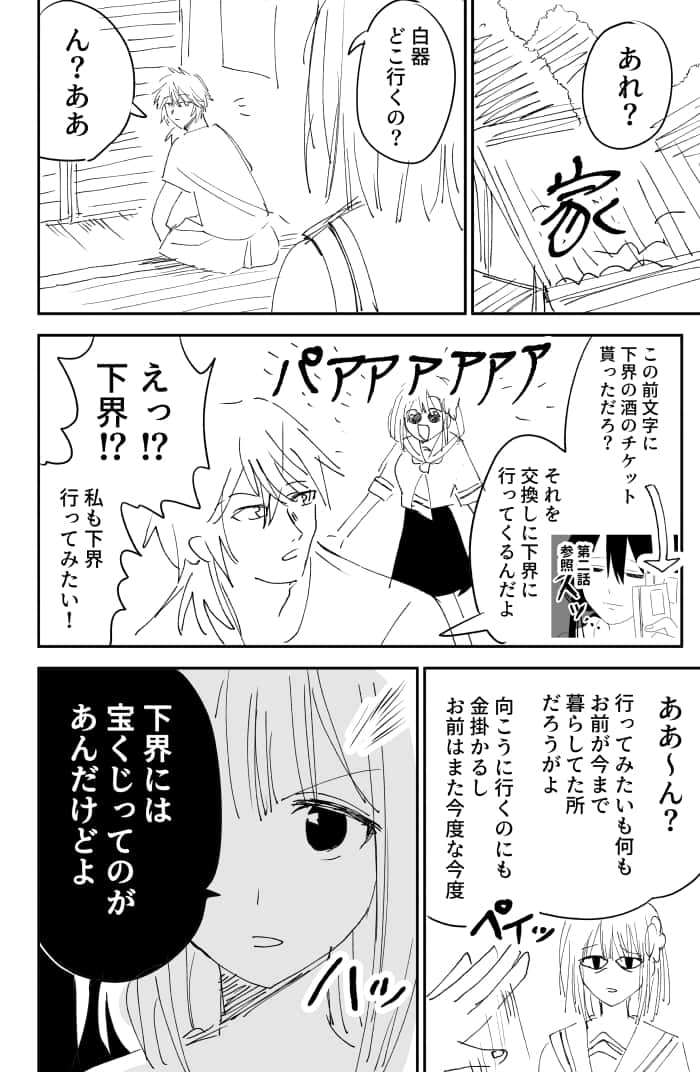 あれ？
家
白器
どこ行くの？
ん？ああ
この前文字に
下界の酒のチケット
貰っただろ？
第二話
参照
スッ…
それを
交換しに下界に
行ってくるんだよ
パアアアアアア
えっ!?
下界!?
私も下界
行ってみたい！
ああ〜ん？
行ってみたいも何も
お前が今まで
暮らしてた所
だろうがよ
向こうに行くのにも
金掛かるし
お前はまた今度な今度
ペイッ
下界には
宝くじってのが
あんだけどよ
ハッ